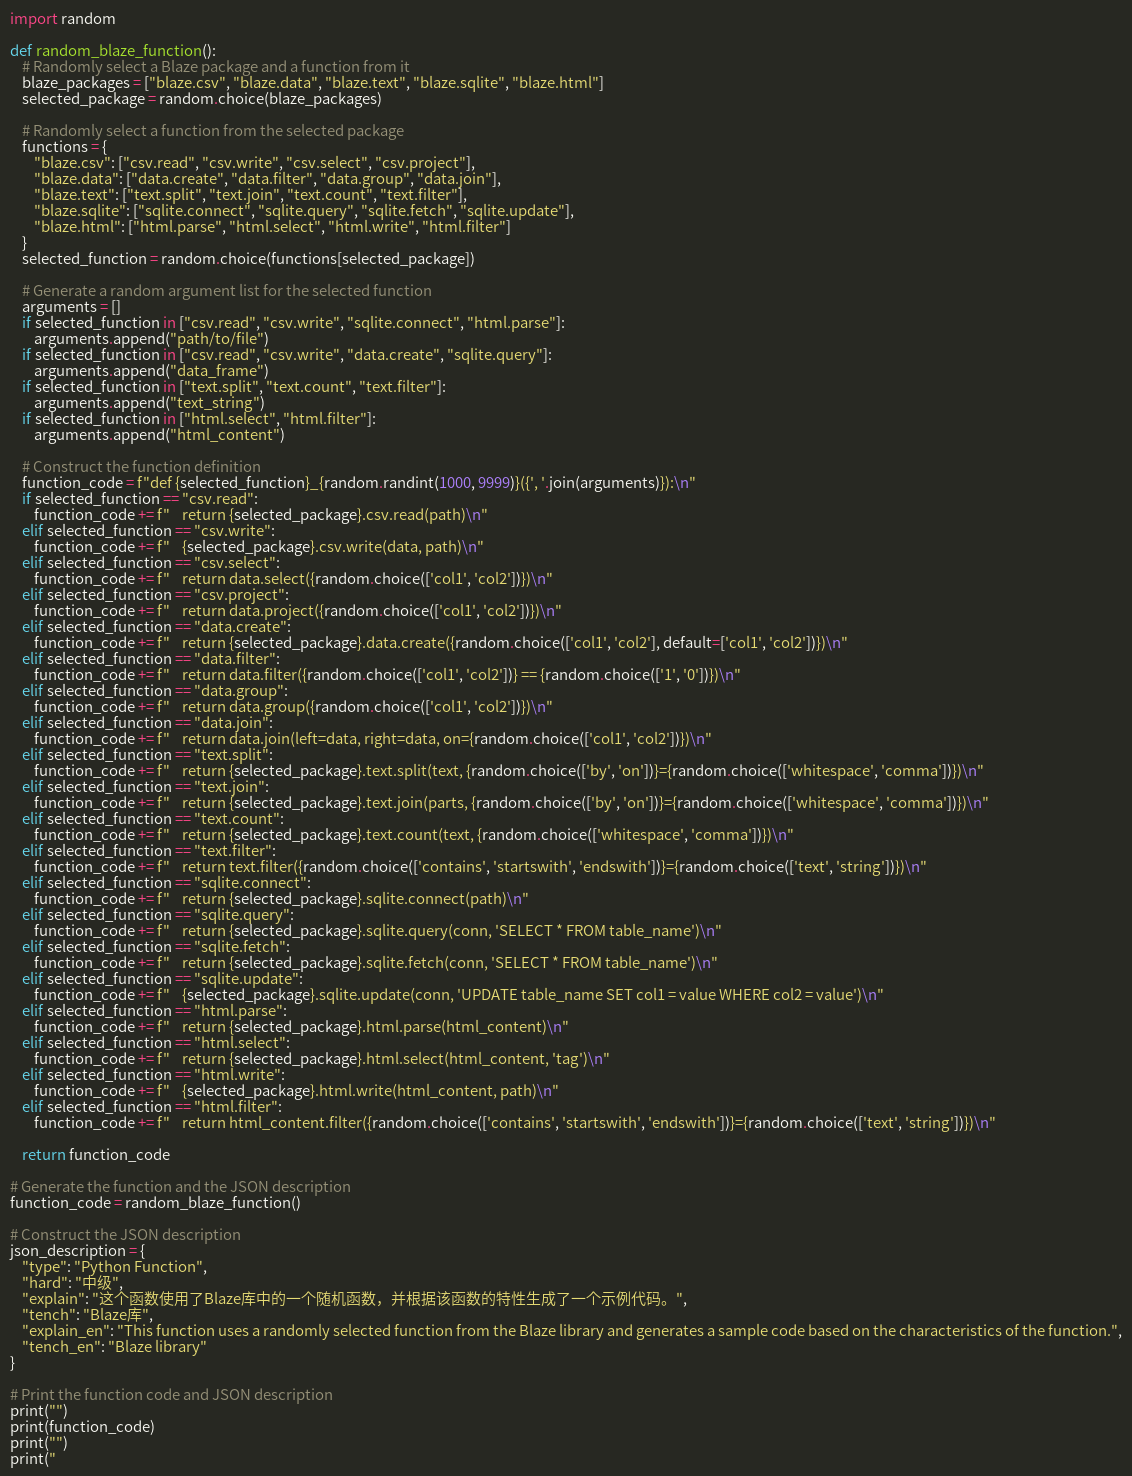 import random

def random_blaze_function():
    # Randomly select a Blaze package and a function from it
    blaze_packages = ["blaze.csv", "blaze.data", "blaze.text", "blaze.sqlite", "blaze.html"]
    selected_package = random.choice(blaze_packages)

    # Randomly select a function from the selected package
    functions = {
        "blaze.csv": ["csv.read", "csv.write", "csv.select", "csv.project"],
        "blaze.data": ["data.create", "data.filter", "data.group", "data.join"],
        "blaze.text": ["text.split", "text.join", "text.count", "text.filter"],
        "blaze.sqlite": ["sqlite.connect", "sqlite.query", "sqlite.fetch", "sqlite.update"],
        "blaze.html": ["html.parse", "html.select", "html.write", "html.filter"]
    }
    selected_function = random.choice(functions[selected_package])

    # Generate a random argument list for the selected function
    arguments = []
    if selected_function in ["csv.read", "csv.write", "sqlite.connect", "html.parse"]:
        arguments.append("path/to/file")
    if selected_function in ["csv.read", "csv.write", "data.create", "sqlite.query"]:
        arguments.append("data_frame")
    if selected_function in ["text.split", "text.count", "text.filter"]:
        arguments.append("text_string")
    if selected_function in ["html.select", "html.filter"]:
        arguments.append("html_content")

    # Construct the function definition
    function_code = f"def {selected_function}_{random.randint(1000, 9999)}({', '.join(arguments)}):\n"
    if selected_function == "csv.read":
        function_code += f"    return {selected_package}.csv.read(path)\n"
    elif selected_function == "csv.write":
        function_code += f"    {selected_package}.csv.write(data, path)\n"
    elif selected_function == "csv.select":
        function_code += f"    return data.select({random.choice(['col1', 'col2'])})\n"
    elif selected_function == "csv.project":
        function_code += f"    return data.project({random.choice(['col1', 'col2'])})\n"
    elif selected_function == "data.create":
        function_code += f"    return {selected_package}.data.create({random.choice(['col1', 'col2'], default=['col1', 'col2'])})\n"
    elif selected_function == "data.filter":
        function_code += f"    return data.filter({random.choice(['col1', 'col2'])} == {random.choice(['1', '0'])})\n"
    elif selected_function == "data.group":
        function_code += f"    return data.group({random.choice(['col1', 'col2'])})\n"
    elif selected_function == "data.join":
        function_code += f"    return data.join(left=data, right=data, on={random.choice(['col1', 'col2'])})\n"
    elif selected_function == "text.split":
        function_code += f"    return {selected_package}.text.split(text, {random.choice(['by', 'on'])}={random.choice(['whitespace', 'comma'])})\n"
    elif selected_function == "text.join":
        function_code += f"    return {selected_package}.text.join(parts, {random.choice(['by', 'on'])}={random.choice(['whitespace', 'comma'])})\n"
    elif selected_function == "text.count":
        function_code += f"    return {selected_package}.text.count(text, {random.choice(['whitespace', 'comma'])})\n"
    elif selected_function == "text.filter":
        function_code += f"    return text.filter({random.choice(['contains', 'startswith', 'endswith'])}={random.choice(['text', 'string'])})\n"
    elif selected_function == "sqlite.connect":
        function_code += f"    return {selected_package}.sqlite.connect(path)\n"
    elif selected_function == "sqlite.query":
        function_code += f"    return {selected_package}.sqlite.query(conn, 'SELECT * FROM table_name')\n"
    elif selected_function == "sqlite.fetch":
        function_code += f"    return {selected_package}.sqlite.fetch(conn, 'SELECT * FROM table_name')\n"
    elif selected_function == "sqlite.update":
        function_code += f"    {selected_package}.sqlite.update(conn, 'UPDATE table_name SET col1 = value WHERE col2 = value')\n"
    elif selected_function == "html.parse":
        function_code += f"    return {selected_package}.html.parse(html_content)\n"
    elif selected_function == "html.select":
        function_code += f"    return {selected_package}.html.select(html_content, 'tag')\n"
    elif selected_function == "html.write":
        function_code += f"    {selected_package}.html.write(html_content, path)\n"
    elif selected_function == "html.filter":
        function_code += f"    return html_content.filter({random.choice(['contains', 'startswith', 'endswith'])}={random.choice(['text', 'string'])})\n"

    return function_code

# Generate the function and the JSON description
function_code = random_blaze_function()

# Construct the JSON description
json_description = {
    "type": "Python Function",
    "hard": "中级",
    "explain": "这个函数使用了Blaze库中的一个随机函数，并根据该函数的特性生成了一个示例代码。",
    "tench": "Blaze库",
    "explain_en": "This function uses a randomly selected function from the Blaze library and generates a sample code based on the characteristics of the function.",
    "tench_en": "Blaze library"
}

# Print the function code and JSON description
print("")
print(function_code)
print("")
print("